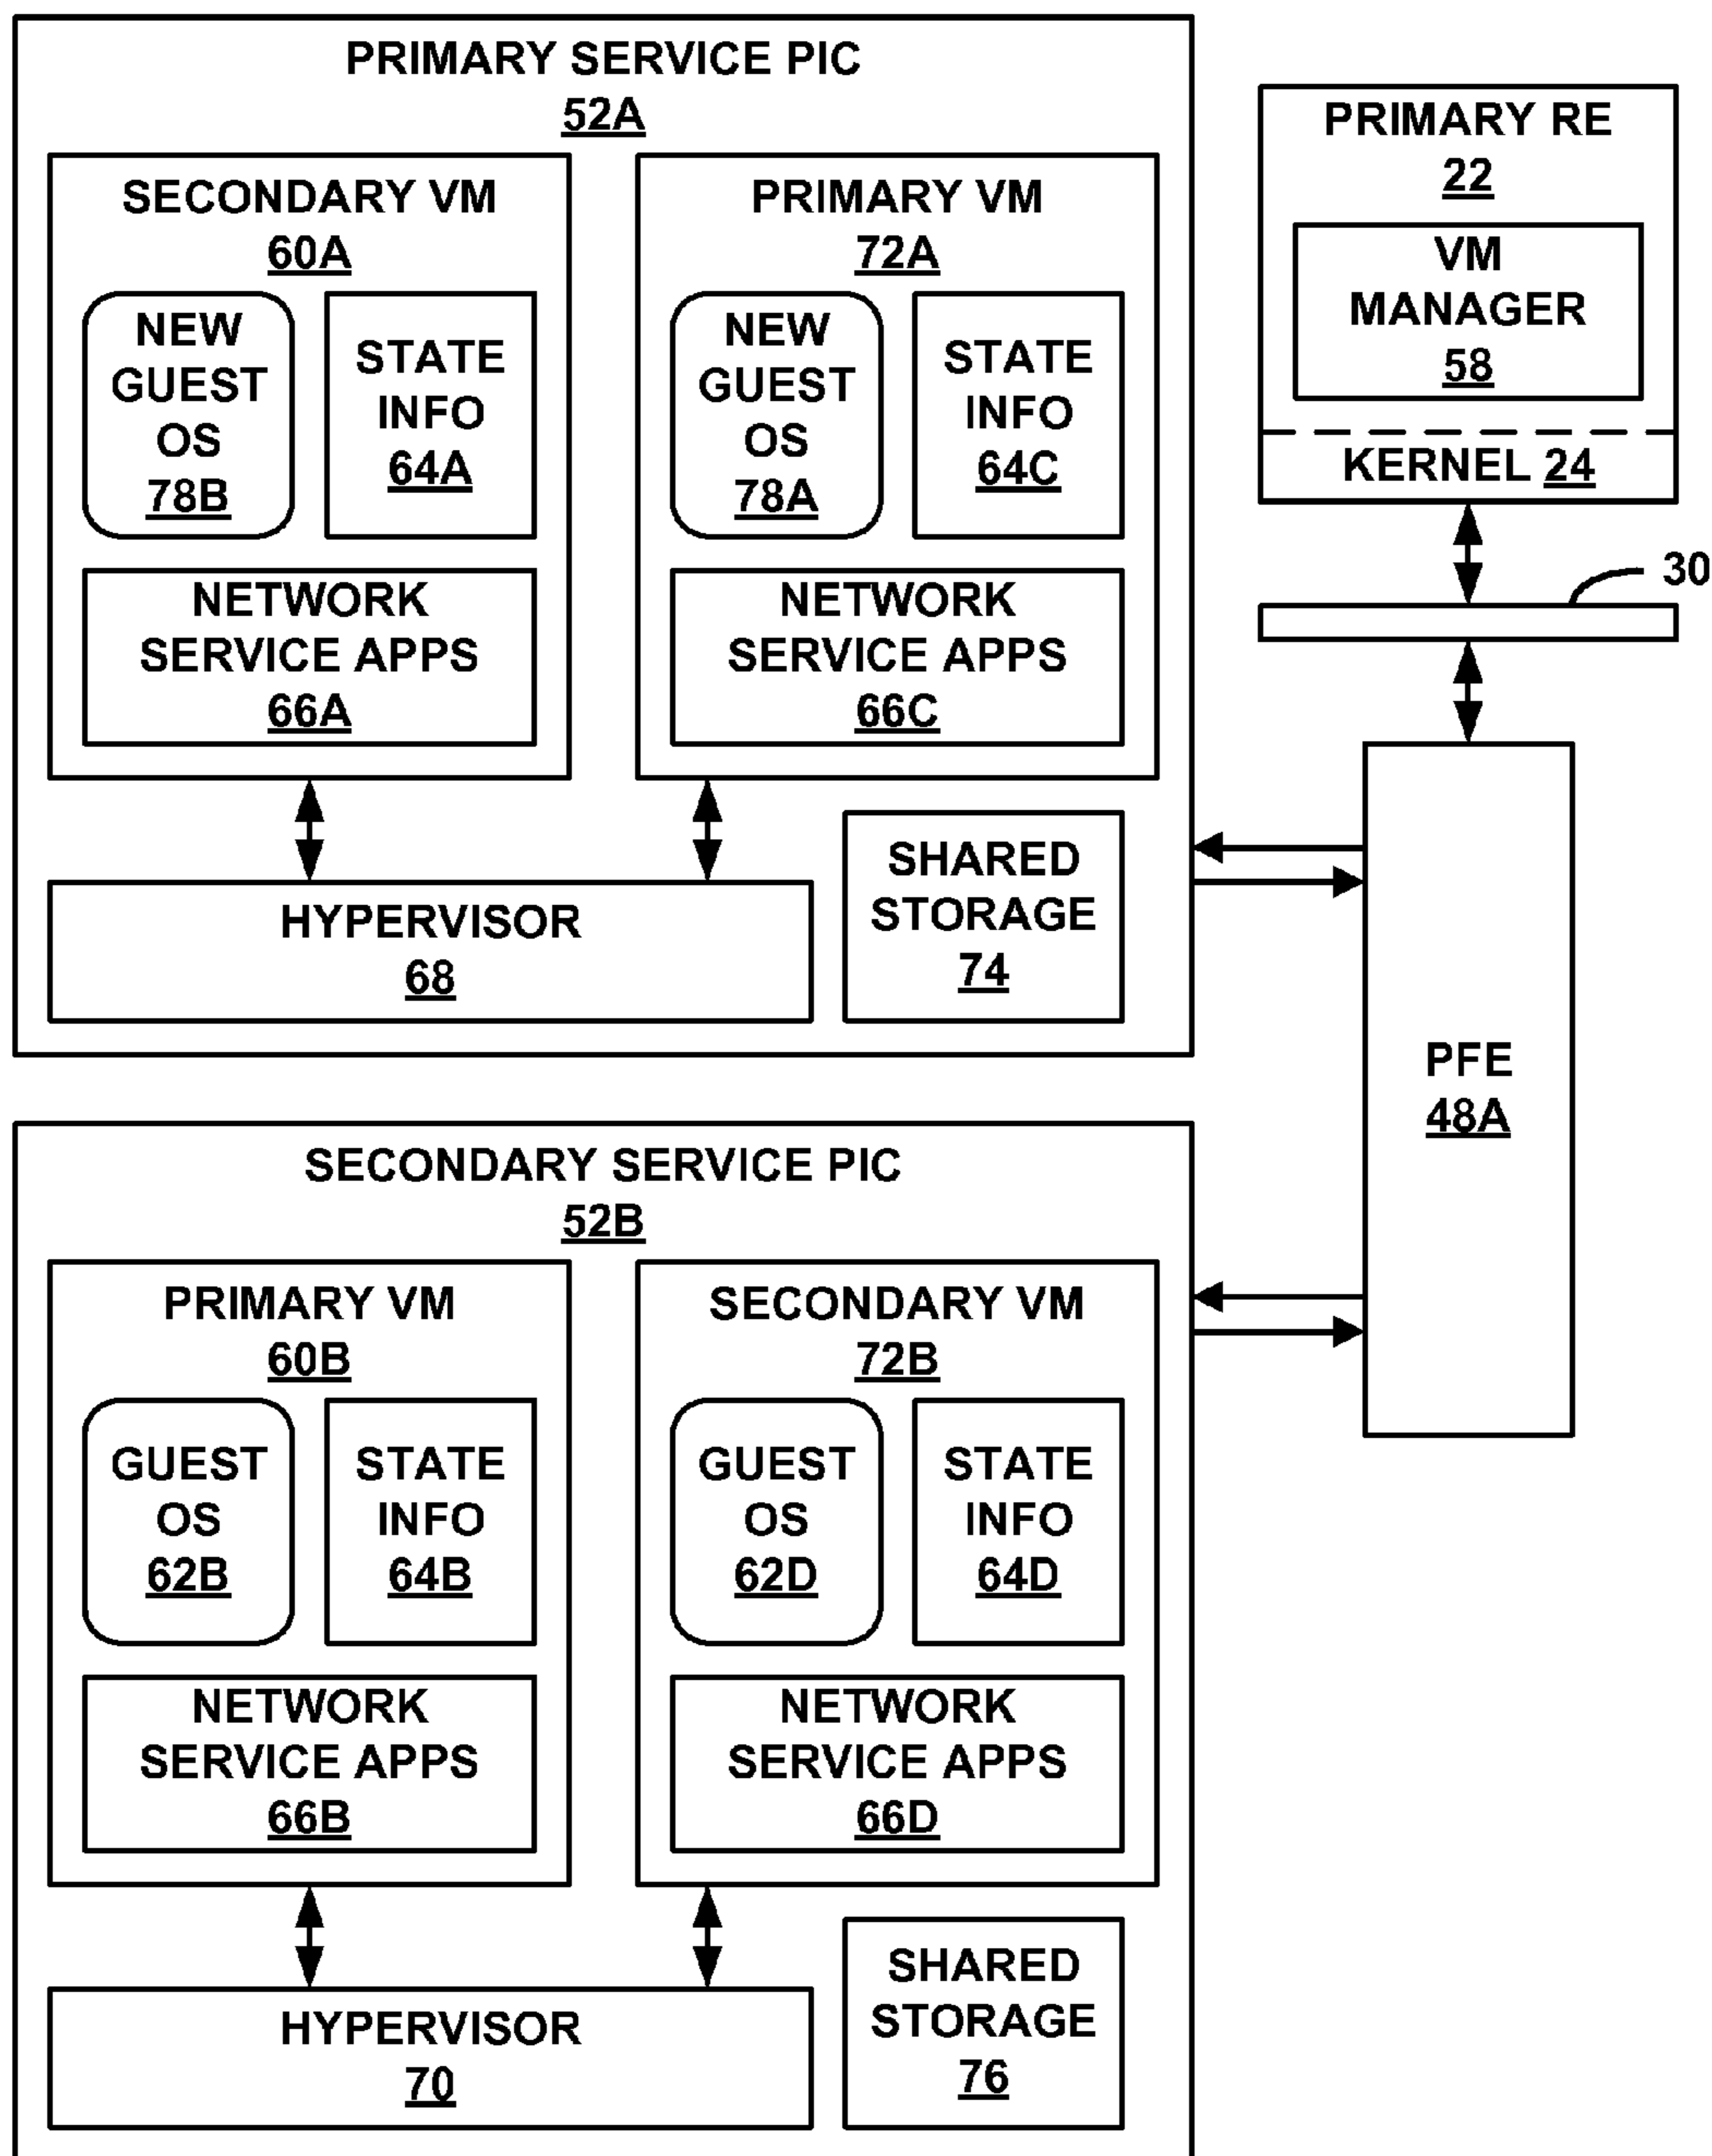 PRIMARY SERVICE PIC
52A
SECONDARY VM
60A
NEW
GUEST
OS
78B
STATE
INFO
64A
NETWORK
SERVICE APPS
66A
PRIMARY VM
72A
NEW
GUEST
OS
78A
STATE
INFO
64C
NETWORK
SERVICE APPS
66C
HYPERVISOR
68
SHARED
STORAGE
74
PRIMARY RE
22
VM
MANAGER
58
KERNEL 24
30
PFE
48A
SECONDARY SERVICE PIC
52B
PRIMARY VM
60B
GUEST
OS
62B
STATE
INFO
64B
NETWORK
SERVICE APPS
66B
SECONDARY VM
72B
GUEST
OS
62D
STATE
INFO
64D
NETWORK
SERVICE APPS
66D
HYPERVISOR
70
SHARED
STORAGE
76